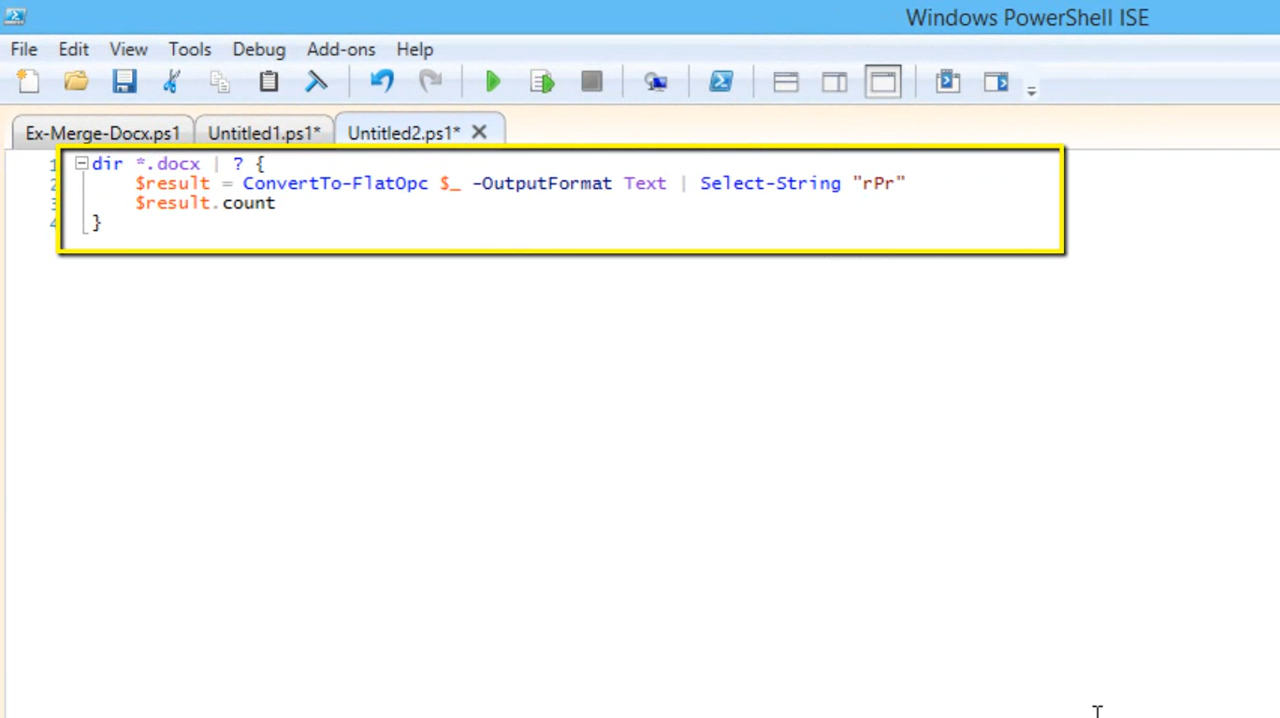 Windows PowerShell ISE
File Edit View Tools Debug Add-ons Help
Ex-Merge-Docx.ps1 Untitled1.ps1* Untitled2.ps1*
1 dir *.docx | ? {
2 $result = ConvertTo-FlatOpc $_ -OutputFormat Text | Select-String "rPr"
3 $result.count
4 }